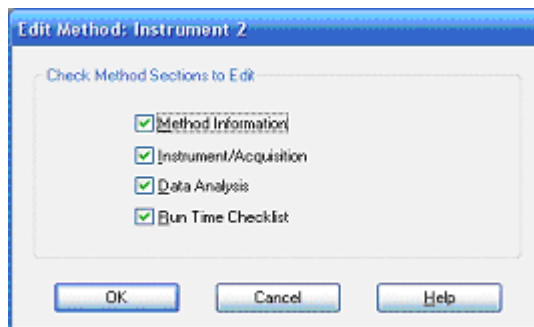 Edit Method: Instrument 2
Check Method Sections to Edit
Method Information
Instrument/Acquisition
Data Analysis
Run Time Checklist
OK Cancel Help